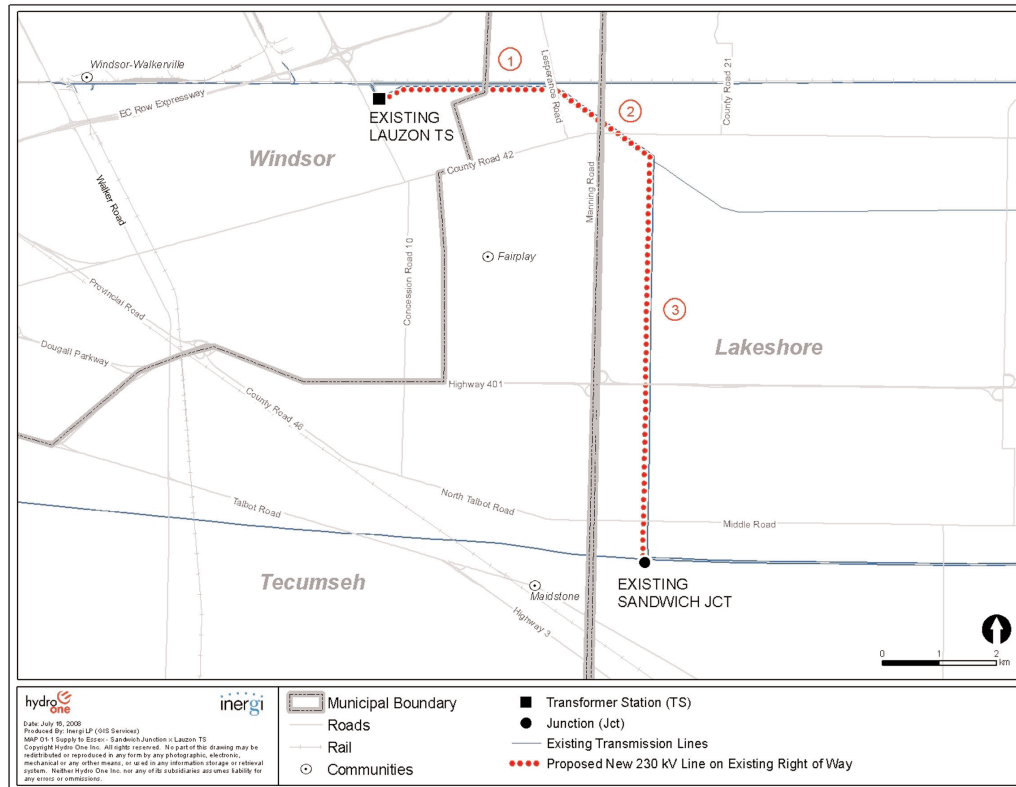 Windsor-Walkerville
EC Row Expressway
EXISTING
LAUZON TS
Windsor
1
Lesperance Road
County Road 21
2
County Road 42
Walker Road
Manning Road
Concession Road 10
Fairplay
Provincial Road
Dougall Parkway
3
Lakeshore
Highway 401
County Road 46
Talbot Road
North Talbot Road
Middle Road
Tecumseh
Maidstone
Highway 3
EXISTING
SANDWICH JCT
0 1 2
km
hydro
one
inergi
Date: July 16, 2008
Produced By: Inergi LP (GIS Services)
MAP 01-1 Supply to Essex - Sandwich Junction x Lauzon TS
Copyright Hydro One Inc. All rights reserved. No part of this drawing may be
redistributed or reproduced in any form by any photographic, electronic,
mechanical or any other means, or used in any information storage or retrieval
system. Neither Hydro One Inc. nor any of its subsidiaries assumes liability for
any errors or ommissions.
Municipal Boundary
Roads
Rail
Communities
Transformer Station (TS)
Junction (Jct)
Existing Transmission Lines
Proposed New 230 kV Line on Existing Right of Way